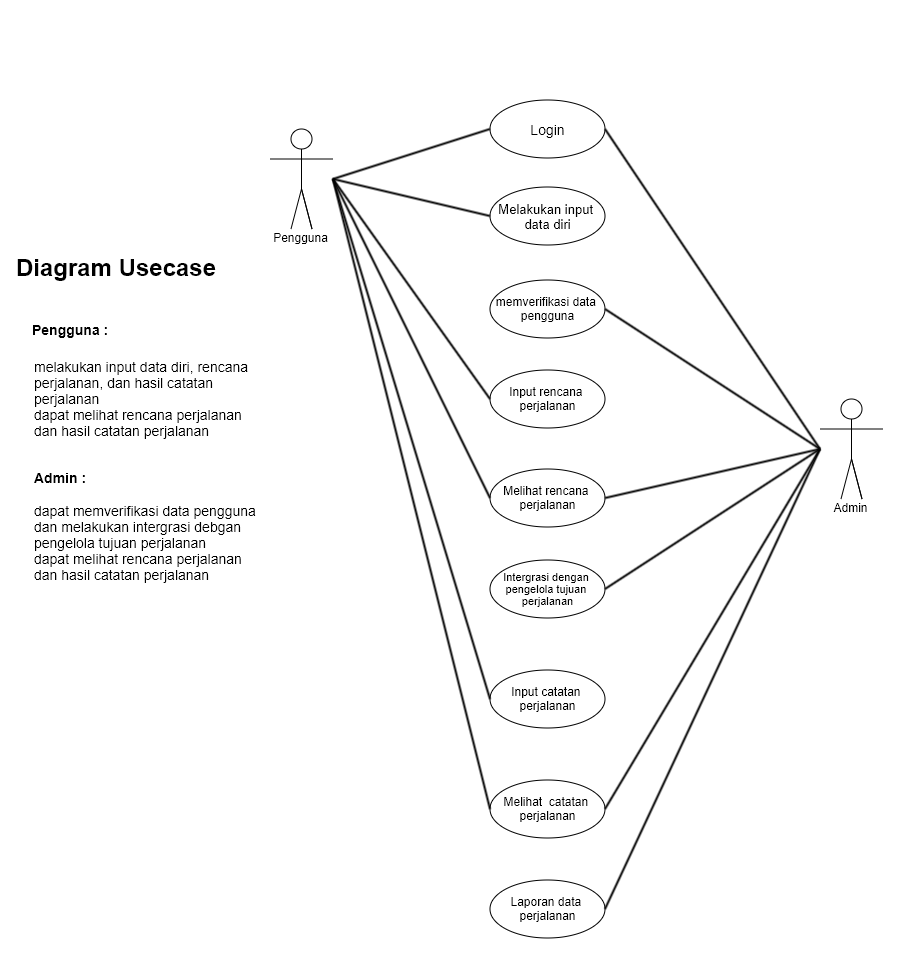 Login
Melakukan input
data diri
Pengguna
Diagram Usecase
memverifikasi data
pengguna
Pengguna :
melakukan input data diri, rencana
perjalanan, dan hasil catatan
perjalanan
dapat melihat rencana perjalanan
dan hasil catatan perjalanan
Input rencana
perjalanan
Admin :
dapat memverifikasi data pengguna
dan melakukan intergrasi debgan
pengelola tujuan perjalanan
dapat melihat rencana perjalanan
dan hasil catatan perjalanan
Melihat rencana
perjalanan
Admin
Intergrasi dengan
pengelola tujuan
perjalanan
Input catatan
perjalanan
Melihat  catatan
perjalanan
Laporan data
perjalanan